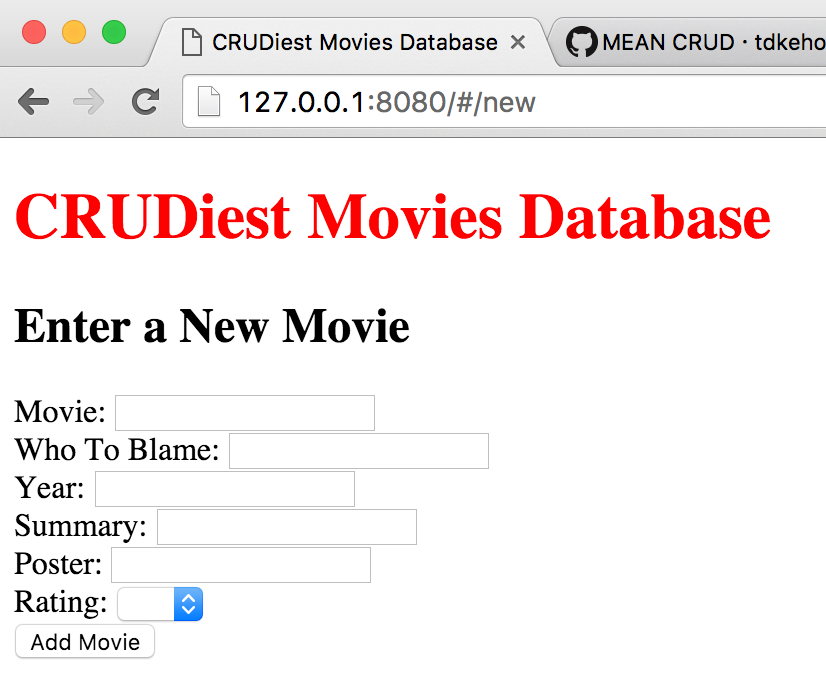 CRUDiest Movies Database
MEAN CRUD · tdkeho
127.0.0.1:8080/#/new
CRUDiest Movies Database
Enter a New Movie
Movie:
Who To Blame:
Year:
Summary:
Poster:
Rating:
Add Movie